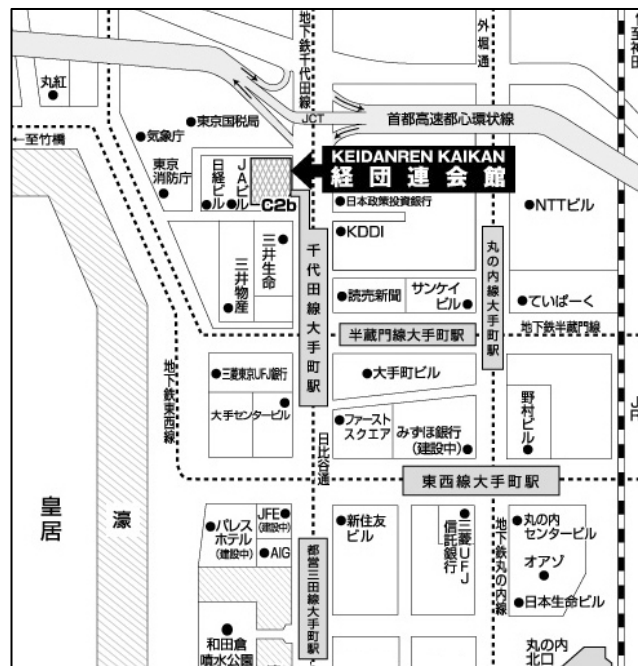 地下鉄千代田線
外堀通
←至神田
丸紅
東京国税局
気象庁
JCT
首都高速都心環状線
←至竹橋
東京
消防庁
日経ビル
JAビル
C2b
KEIDANREN KAIKAN
経団連会館
日本政策投資銀行
NTTビル
KDDI
三井生命
三井物産
千代田線大手町駅
丸の内線大手町駅
読売新聞
サンケイ
ビル
ていぱーく
地下鉄半蔵門線
半蔵門線大手町駅
地下鉄東西線
三菱東京UFJ銀行
大手町ビル
大手センタービル
野村ビル
JR
ファースト
スクエア
みずほ銀行
(建設中)
日比谷通
東西線大手町駅
皇居
濠
パレス
ホテル
(建設中)
JFE
(建設中)
AIG
都営三田線大手町駅
新住友
ビル
三菱UFJ
信託銀行
地下鉄丸の内線
丸の内
センタービル
オアゾ
日本生命ビル
和田倉
噴水公園
丸の内
北口